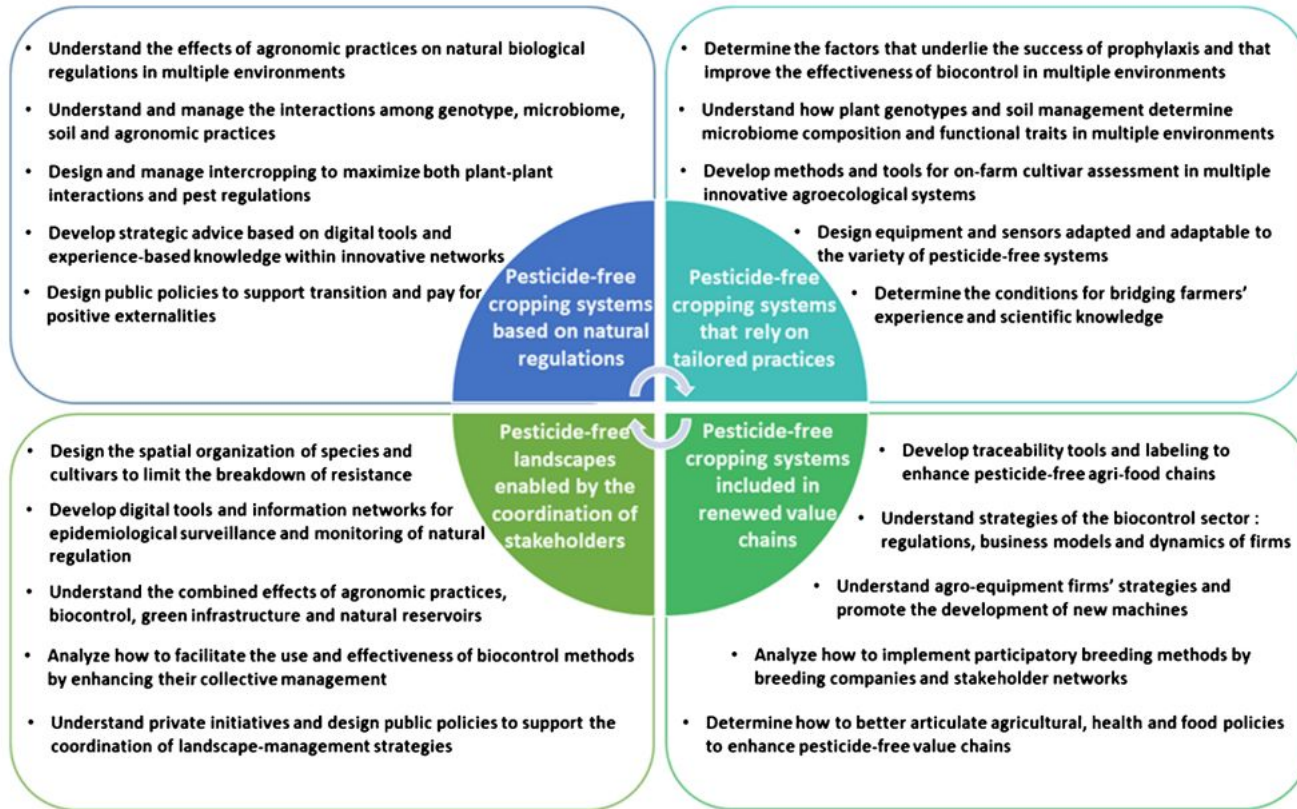 • Understand the effects of agronomic practices on natural biological
regulations in multiple environments
• Understand and manage the interactions among genotype, microbiome,
soil and agronomic practices
• Design and manage intercropping to maximize both plant-plant
interactions and pest regulations
• Develop strategic advice based on digital tools and
experience-based knowledge within innovative networks
• Design public policies to support transition and pay for
positive externalities
Pesticide-free
cropping systems
based on natural
regulations
• Determine the factors that underlie the success of prophylaxis and that
improve the effectiveness of biocontrol in multiple environments
• Understand how plant genotypes and soil management determine
microbiome composition and functional traits in multiple environments
• Develop methods and tools for on-farm cultivar assessment in multiple
innovative agroecological systems
• Design equipment and sensors adapted and adaptable to
the variety of pesticide-free systems
• Determine the conditions for bridging farmers’
experience and scientific knowledge
Pesticide-free
cropping systems
that rely on
tailored practices
• Design the spatial organization of species and
cultivars to limit the breakdown of resistance
• Develop digital tools and information networks for
epidemiological surveillance and monitoring of natural
regulation
• Understand the combined effects of agronomic practices,
biocontrol, green infrastructure and natural reservoirs
• Analyze how to facilitate the use and effectiveness of biocontrol methods
by enhancing their collective management
• Understand private initiatives and design public policies to support the
coordination of landscape-management strategies
Pesticide-free
landscapes
enabled by the
coordination of
stakeholders
Pesticide-free
cropping systems
included in
renewed value
chains
• Develop traceability tools and labeling to
enhance pesticide-free agri-food chains
• Understand strategies of the biocontrol sector :
regulations, business models and dynamics of firms
• Understand agro-equipment firms’ strategies and
promote the development of new machines
• Analyze how to implement participatory breeding methods by
breeding companies and stakeholder networks
• Determine how to better articulate agricultural, health and food policies
to enhance pesticide-free value chains